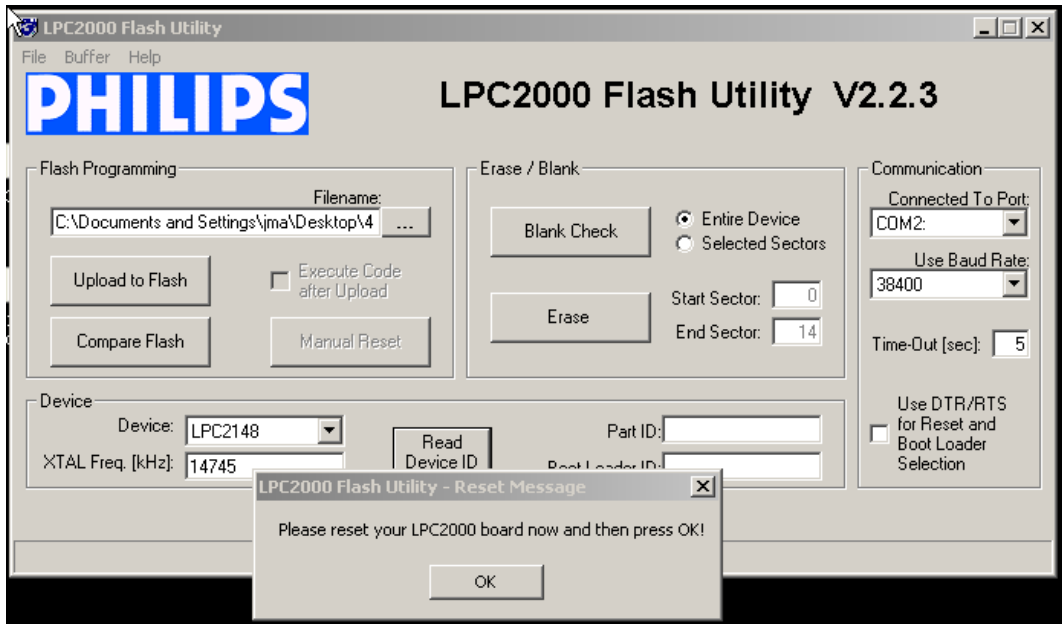 LPC2000 Flash Utility
File Buffer Help
PHILIPS
LPC2000 Flash Utility V2.2.3
Flash Programming
Filename:
C:\Documents and Settings\jma\Desktop\4
...
Upload to Flash
Execute Code
after Upload
Compare Flash
Manual Reset
Erase / Blank
Blank Check
Entire Device
Selected Sectors
Erase
Start Sector: 0
End Sector: 14
Communication
Connected To Port:
COM2:
Use Baud Rate:
38400
Time-Out [sec]: 5
Use DTR/RTS
for Reset and
Boot Loader
Selection
Device
Device: LPC2148
XTAL Freq. [kHz]: 14745
Read
Device ID
Part ID:
Boot Loader ID:
LPC2000 Flash Utility - Reset Message
Please reset your LPC2000 board now and then press OK!
OK